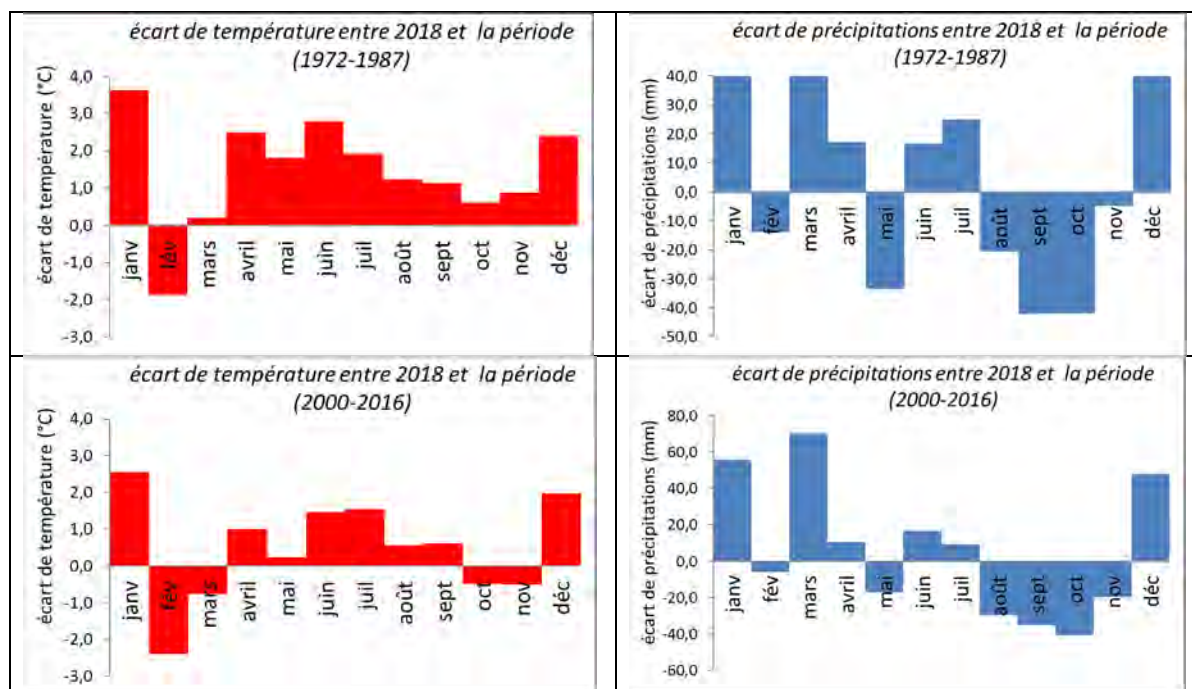 écart de température entre 2018 et la période
(1972-1987)
écart de température (°C)
4,0
3,0
2,0
1,0
0,0
-1,0
-2,0
-3,0
janv
fév
mars
avril
mai
juin
juil
août
sept
oct
nov
déc
écart de précipitations entre 2018 et la période
(1972-1987)
écart de précipitations (mm)
40,0
30,0
20,0
10,0
0,0
-10,0
-20,0
-30,0
-40,0
-50,0
janv
fév
mars
avril
mai
juin
juil
août
sept
oct
nov
déc
écart de température entre 2018 et la période
(2000-2016)
écart de température (°C)
4,0
3,0
2,0
1,0
0,0
-1,0
-2,0
-3,0
janv
fév
mars
avril
mai
juin
juil
août
sept
oct
nov
déc
écart de précipitations entre 2018 et la période
(2000-2016)
écart de précipitations (mm)
80,0
60,0
40,0
20,0
0,0
-20,0
-40,0
-60,0
janv
fév
mars
avril
mai
juin
juil
août
sept
oct
nov
déc